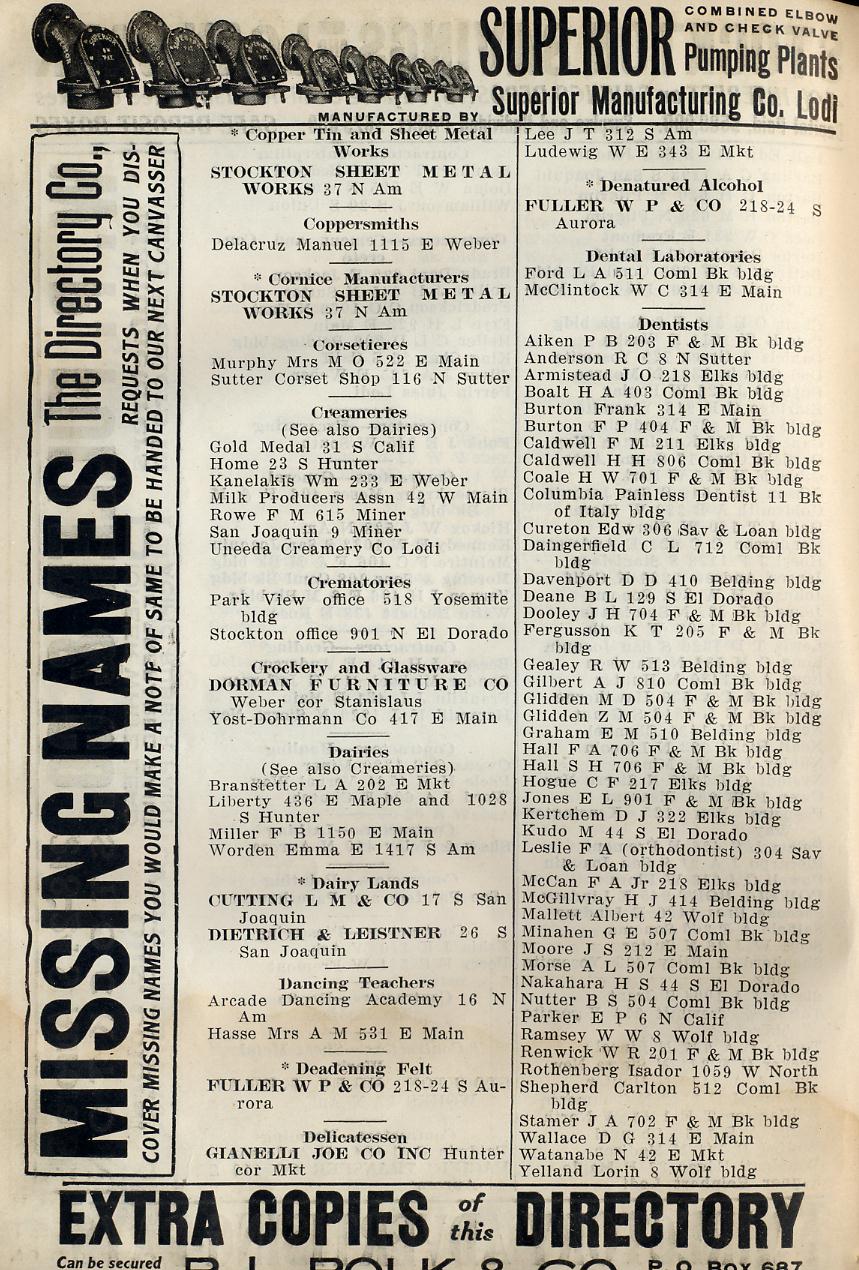 SUPERIOR COMBINED ELBOW
AND CHECK VALVE
Pumping Plants
MANUFACTURED BY Superior Manufacturing Co. Lodi
MISSING NAMES The Directory Co.,
REQUESTS WHEN YOU DIS-
COVER MISSING NAMES YOU WOULD MAKE A NOTE OF SAME TO BE HANDED TO OUR NEXT CANVASSER
* Copper Tin and Sheet Metal
Works
STOCKTON SHEET METAL
WORKS 37 N Am
Coppersmiths
Delacruz Manuel 1115 E Weber
* Cornice Manufacturers
STOCKTON SHEET METAL
WORKS 37 N Am
Corsetieres
Murphy Mrs M O 522 E Main
Sutter Corset Shop 116 N Sutter
Creameries
(See also Dairies)
Gold Medal 31 S Calif
Home 23 S Hunter
Kanelakis Wm 233 E Weber
Milk Producers Assn 42 W Main
Rowe F M 615 Miner
San Joaquin 9 Miner
Uneeda Creamery Co Lodi
Crematories
Park View office 518 Yosemite
bldg
Stockton office 901 N El Dorado
Crockery and Glassware
DORMAN FURNITURE CO
Weber cor Stanislaus
Yost-Dohrmann Co 417 E Main
Dairies
(See also Creameries)
Branstetter L A 202 E Mkt
Liberty 436 E Maple and 1028
S Hunter
Miller F B 1150 E Main
Worden Emma E 1417 S Am
* Dairy Lands
CUTTING L M & CO 17 S San
Joaquin
DIETRICH & LEISTNER 26 S
San Joaquin
Dancing Teachers
Arcade Dancing Academy 16 N
Am
Hasse Mrs A M 531 E Main
* Deadening Felt
FULLER W P & CO 218-24 S Au-
rora
Delicatessen
GIANELLI JOE CO INC Hunter
cor Mkt
Lee J T 312 S Am
Ludewig W E 343 E Mkt
* Denatured Alcohol
FULLER W P & CO 218-24 S
Aurora
Dental Laboratories
Ford L A 511 Coml Bk bldg
McClintock W C 314 E Main
Dentists
Aiken P B 203 F & M Bk bldg
Anderson R C 8 N Sutter
Armistead J O 218 Elks bldg
Boalt H A 403 Coml Bk bldg
Burton Frank 314 E Main
Burton F P 404 F & M Bk bldg
Caldwell F M 211 Elks bldg
Caldwell H H 806 Coml Bk bldg
Coale H W 701 F & M Bk bldg
Columbia Painless Dentist 11 Bk
of Italy bldg
Cureton Edw 306 Sav & Loan bldg
Daingerfield C L 712 Coml Bk
bldg
Davenport D D 410 Belding bldg
Deane B L 129 S El Dorado
Dooley J H 704 F & M Bk bldg
Fergusson K T 205 F & M Bk
bldg
Gealey R W 513 Belding bldg
Gilbert A J 810 Coml Bk bldg
Glidden M D 504 F & M Bk bldg
Glidden Z M 504 F & M Bk bldg
Graham E M 510 Belding bldg
Hall F A 706 F & M Bk bldg
Hall S H 706 F & M Bk bldg
Hogue C F 217 Elks bldg
Jones E L 901 F & M Bk bldg
Kertchem D J 322 Elks bldg
Kudo M 44 S El Dorado
Leslie F A (orthodontist) 304 Sav
& Loan bldg
McCan F A Jr 218 Elks bldg
McGillvray H J 414 Belding bldg
Mallett Albert 42 Wolf bldg
Minahen G E 507 Coml Bk bldg
Moore J S 212 E Main
Morse A L 507 Coml Bk bldg
Nakahara H S 44 S El Dorado
Nutter B S 504 Coml Bk bldg
Parker E P 6 N Calif
Ramsey W W 8 Wolf bldg
Renwick W R 201 F & M Bk bldg
Rothenberg Isador 1059 W North
Shepherd Carlton 512 Coml Bk
bldg
Stamer J A 702 F & M Bk bldg
Wallace D G 314 E Main
Watanabe N 42 E Mkt
Yelland Lorin 8 Wolf bldg
EXTRA COPIES of this DIRECTORY
Can be secured R. L. POLK & CO. P. O. BOX 687